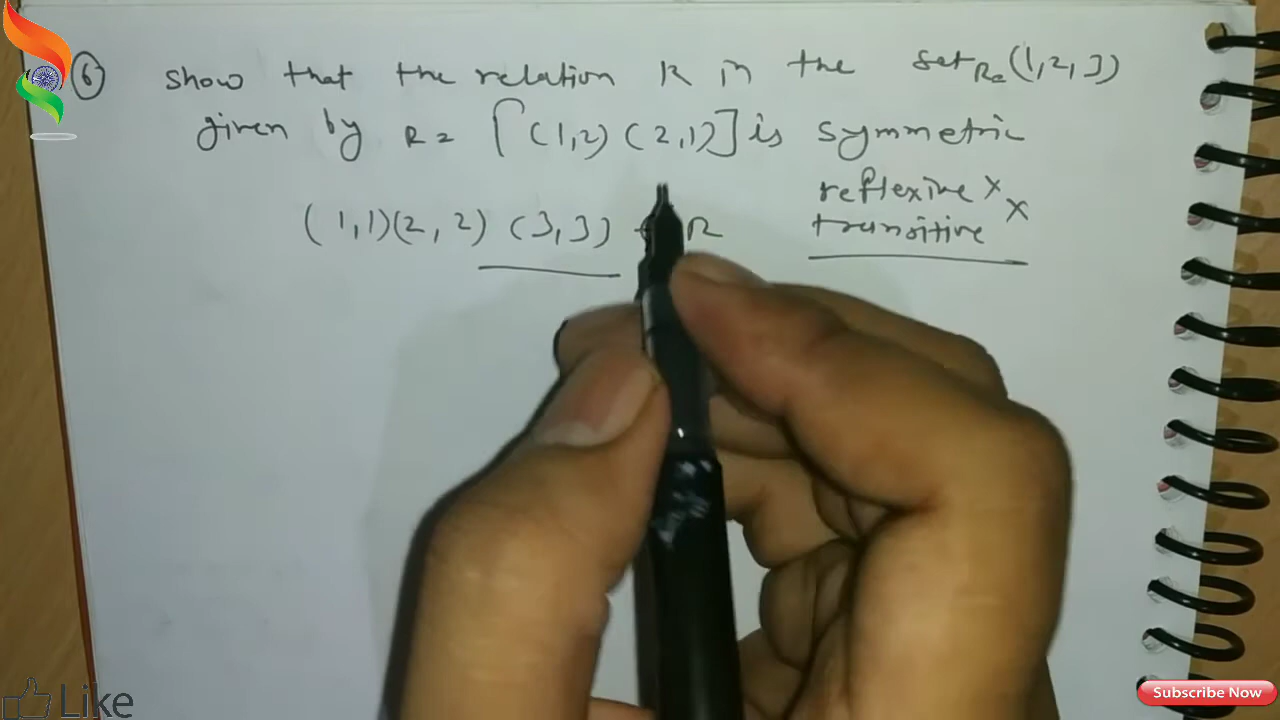 6 show that the relation R in the set (1,2,3)
given by R = [(1,2) (2,1)] is symmetric
reflexive x x
transitive
(1,1)(2,2) (3,3) R
Like
Subscribe Now